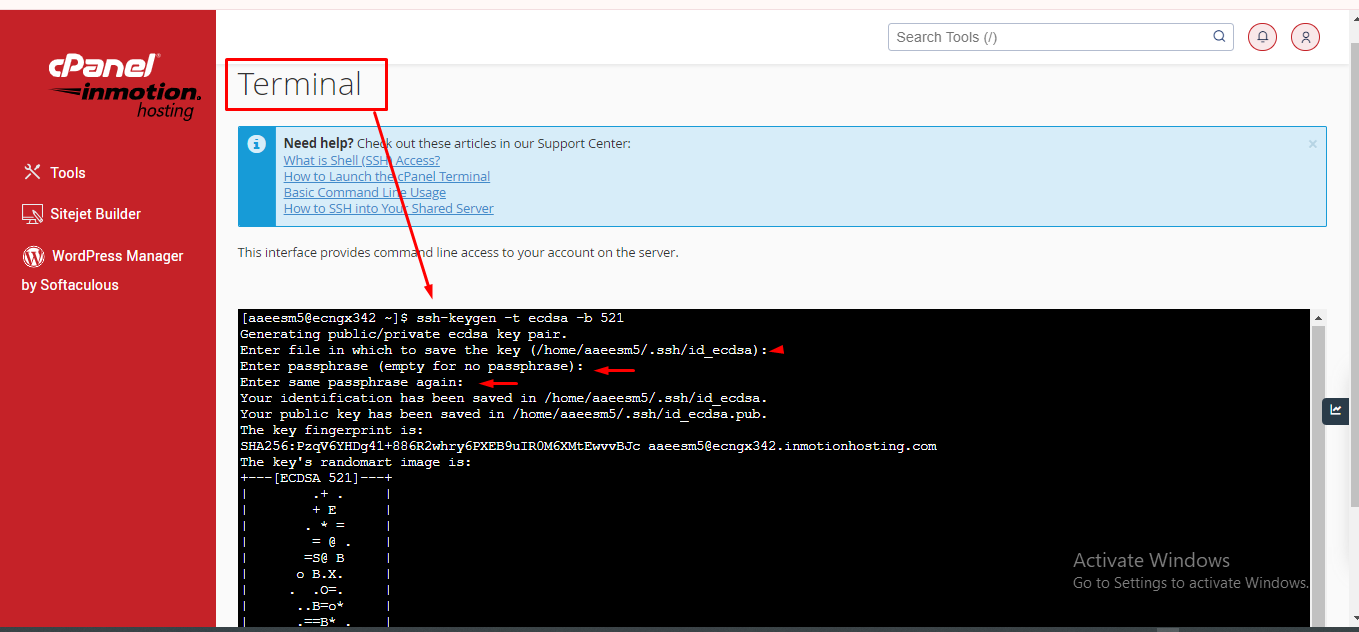 cPanel
inmotion.
hosting
Search Tools (/)
Terminal
Tools
Sitejet Builder
WordPress Manager
by Softaculous
Need help? Check out these articles in our Support Center:
What is Shell (SSH) Access?
How to Launch the cPanel Terminal
Basic Command Line Usage
How to SSH into Your Shared Server
This interface provides command line access to your account on the server.
[aaeesm5@ecngx342 ~]$ ssh-keygen -t ecdsa -b 521
Generating public/private ecdsa key pair.
Enter file in which to save the key (/home/aaeesm5/.ssh/id_ecdsa):
Enter passphrase (empty for no passphrase):
Enter same passphrase again:
Your identification has been saved in /home/aaeesm5/.ssh/id_ecdsa.
Your public key has been saved in /home/aaeesm5/.ssh/id_ecdsa.pub.
The key fingerprint is:
SHA256:PzqV6YHDg41+886R2whry6PXEB9uIR0M6XMtEwvvBJc aaeesm5@ecngx342.inmotionhosting.com
The key's randomart image is:
+---[ECDSA 521]---+
|        .+ .     |
|        + E      |
|       . * =     |
|        = @ .    |
|       =S@ B     |
|      o B.X.     |
|     .  .O=.     |
|      ..B=o*     |
|      .==B* .    |
Activate Windows
Go to Settings to activate Windows.